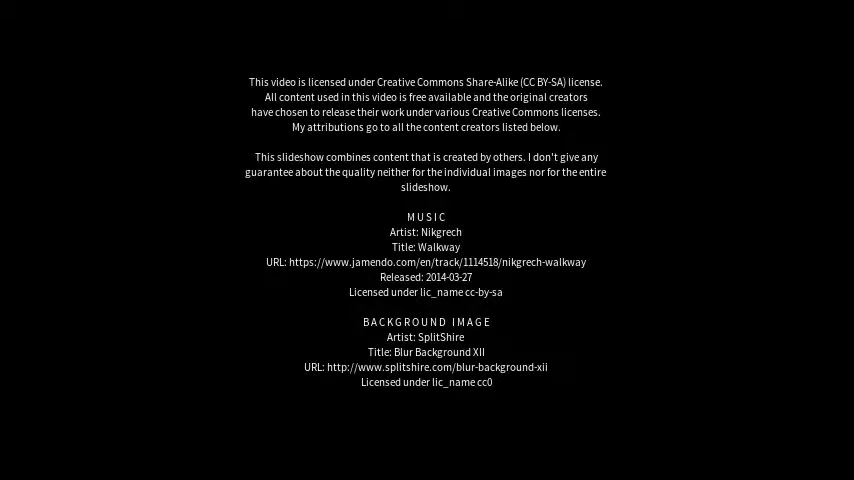 This video is licensed under Creative Commons Share-Alike (CC BY-SA) license.
All content used in this video is free available and the original creators
have chosen to release their work under various Creative Commons licenses.
My attributions go to all the content creators listed below.
This slideshow combines content that is created by others. I don't give any
guarantee about the quality neither for the individual images nor for the entire
slideshow.
MUSIC
Artist: Nikgrech
Title: Walkway
URL: https://www.jamendo.com/en/track/1114518/nikgrech-walkway
Released: 2014-03-27
Licensed under lic_name cc-by-sa
BACKGROUND IMAGE
Artist: SplitShire
Title: Blur Background XII
URL: http://www.splitshire.com/blur-background-xii
Licensed under lic_name cc0